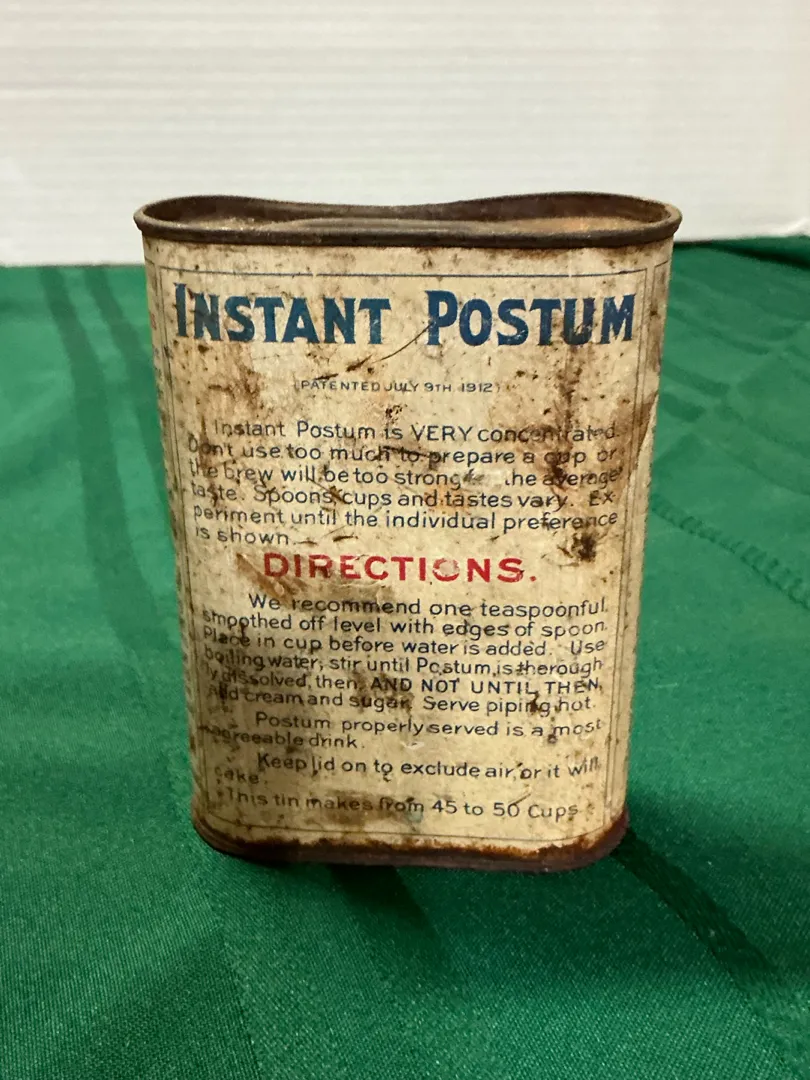 INSTANT POSTUM
(PATENTED JULY 9TH 1912)
Instant Postum is VERY concentrated.
Don't use too much to prepare a cup or
the brew will be too strong the average
taste. Spoons, cups and tastes vary. Ex
periment until the individual preference
is shown.
DIRECTIONS.
We recommend one teaspoonful,
smoothed off level with edges of spoon.
Place in cup before water is added. Use
boiling water; stir until Postum is thorough
ly dissolved, then, AND NOT UNTIL THEN,
add cream and sugar. Serve piping hot.
Postum properly served is a most
agreeable drink.
Keep lid on to exclude air, or it will
cake.
This tin makes from 45 to 50 Cups